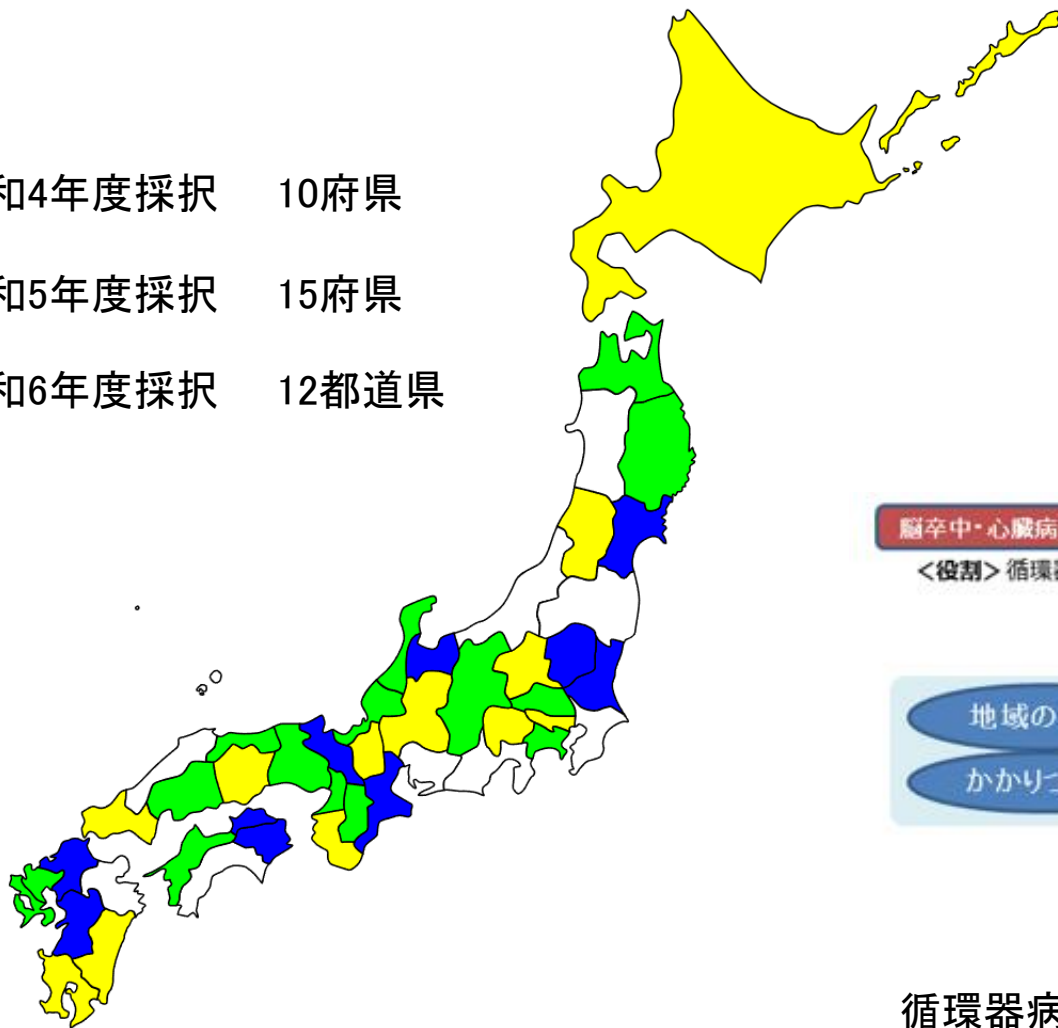 和4年度採択 10府県
和5年度採択 15府県
和6年度採択 12都道県
脳卒中・心臓病
<役割> 循環器
地域の
かかりつ
循環器病